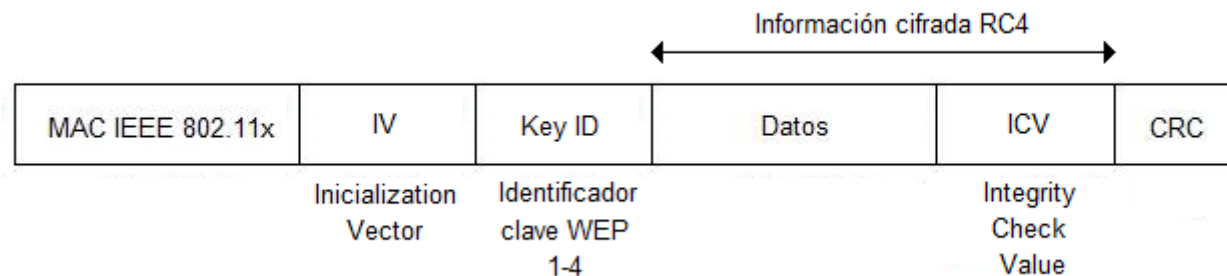 Información cifrada RC4
MAC IEEE 802.11x
IV
Key ID
Datos
ICV
CRC
Inicialization
Vector
Identificador
clave WEP
1-4
Integrity
Check
Value